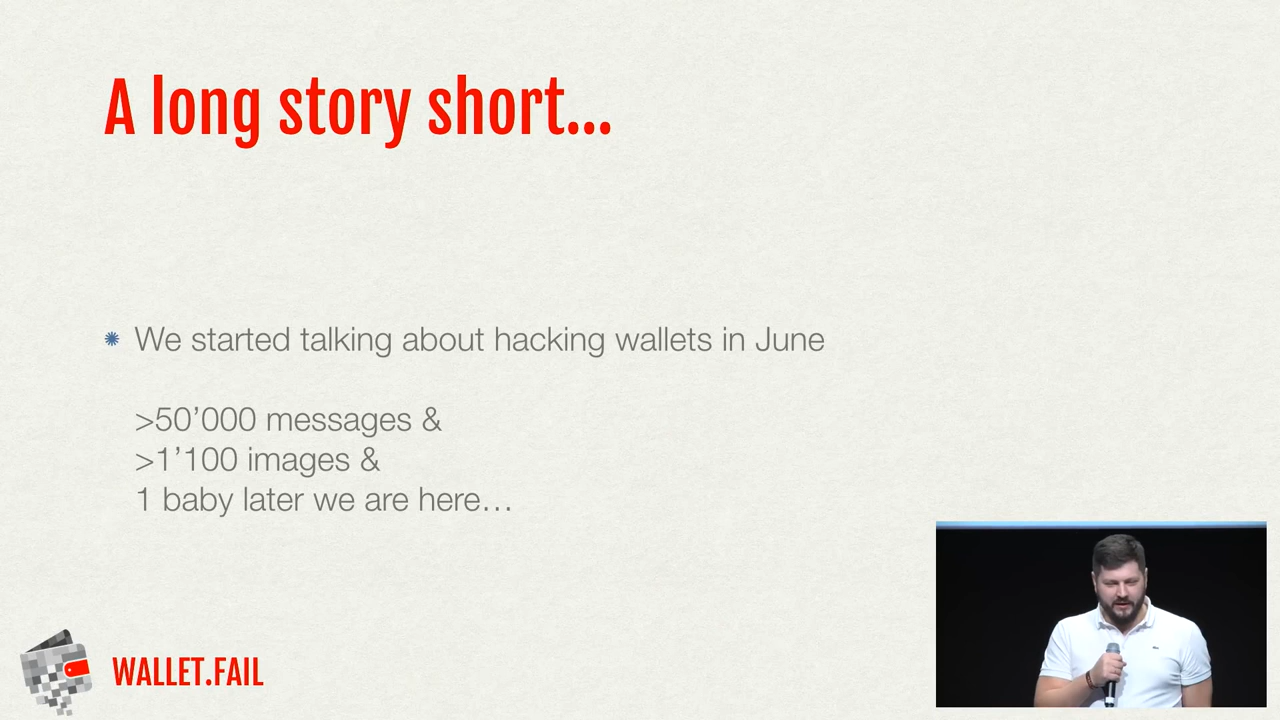 A long story short...
We started talking about hacking wallets in June
>50’000 messages &
>1’100 images &
1 baby later we are here…
WALLET.FAIL